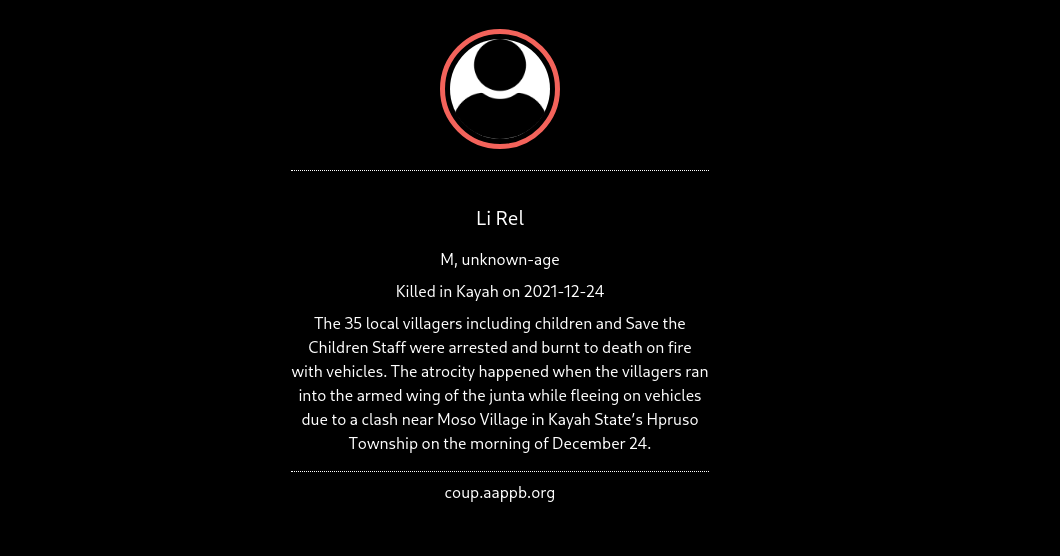 Li Rel
M, unknown-age
Killed in Kayah on 2021-12-24
The 35 local villagers including children and Save the
Children Staff were arrested and burnt to death on fire
with vehicles. The atrocity happened when the villagers ran
into the armed wing of the junta while fleeing on vehicles
due to a clash near Moso Village in Kayah State’s Hpruso
Township on the morning of December 24.
coup.aappb.org